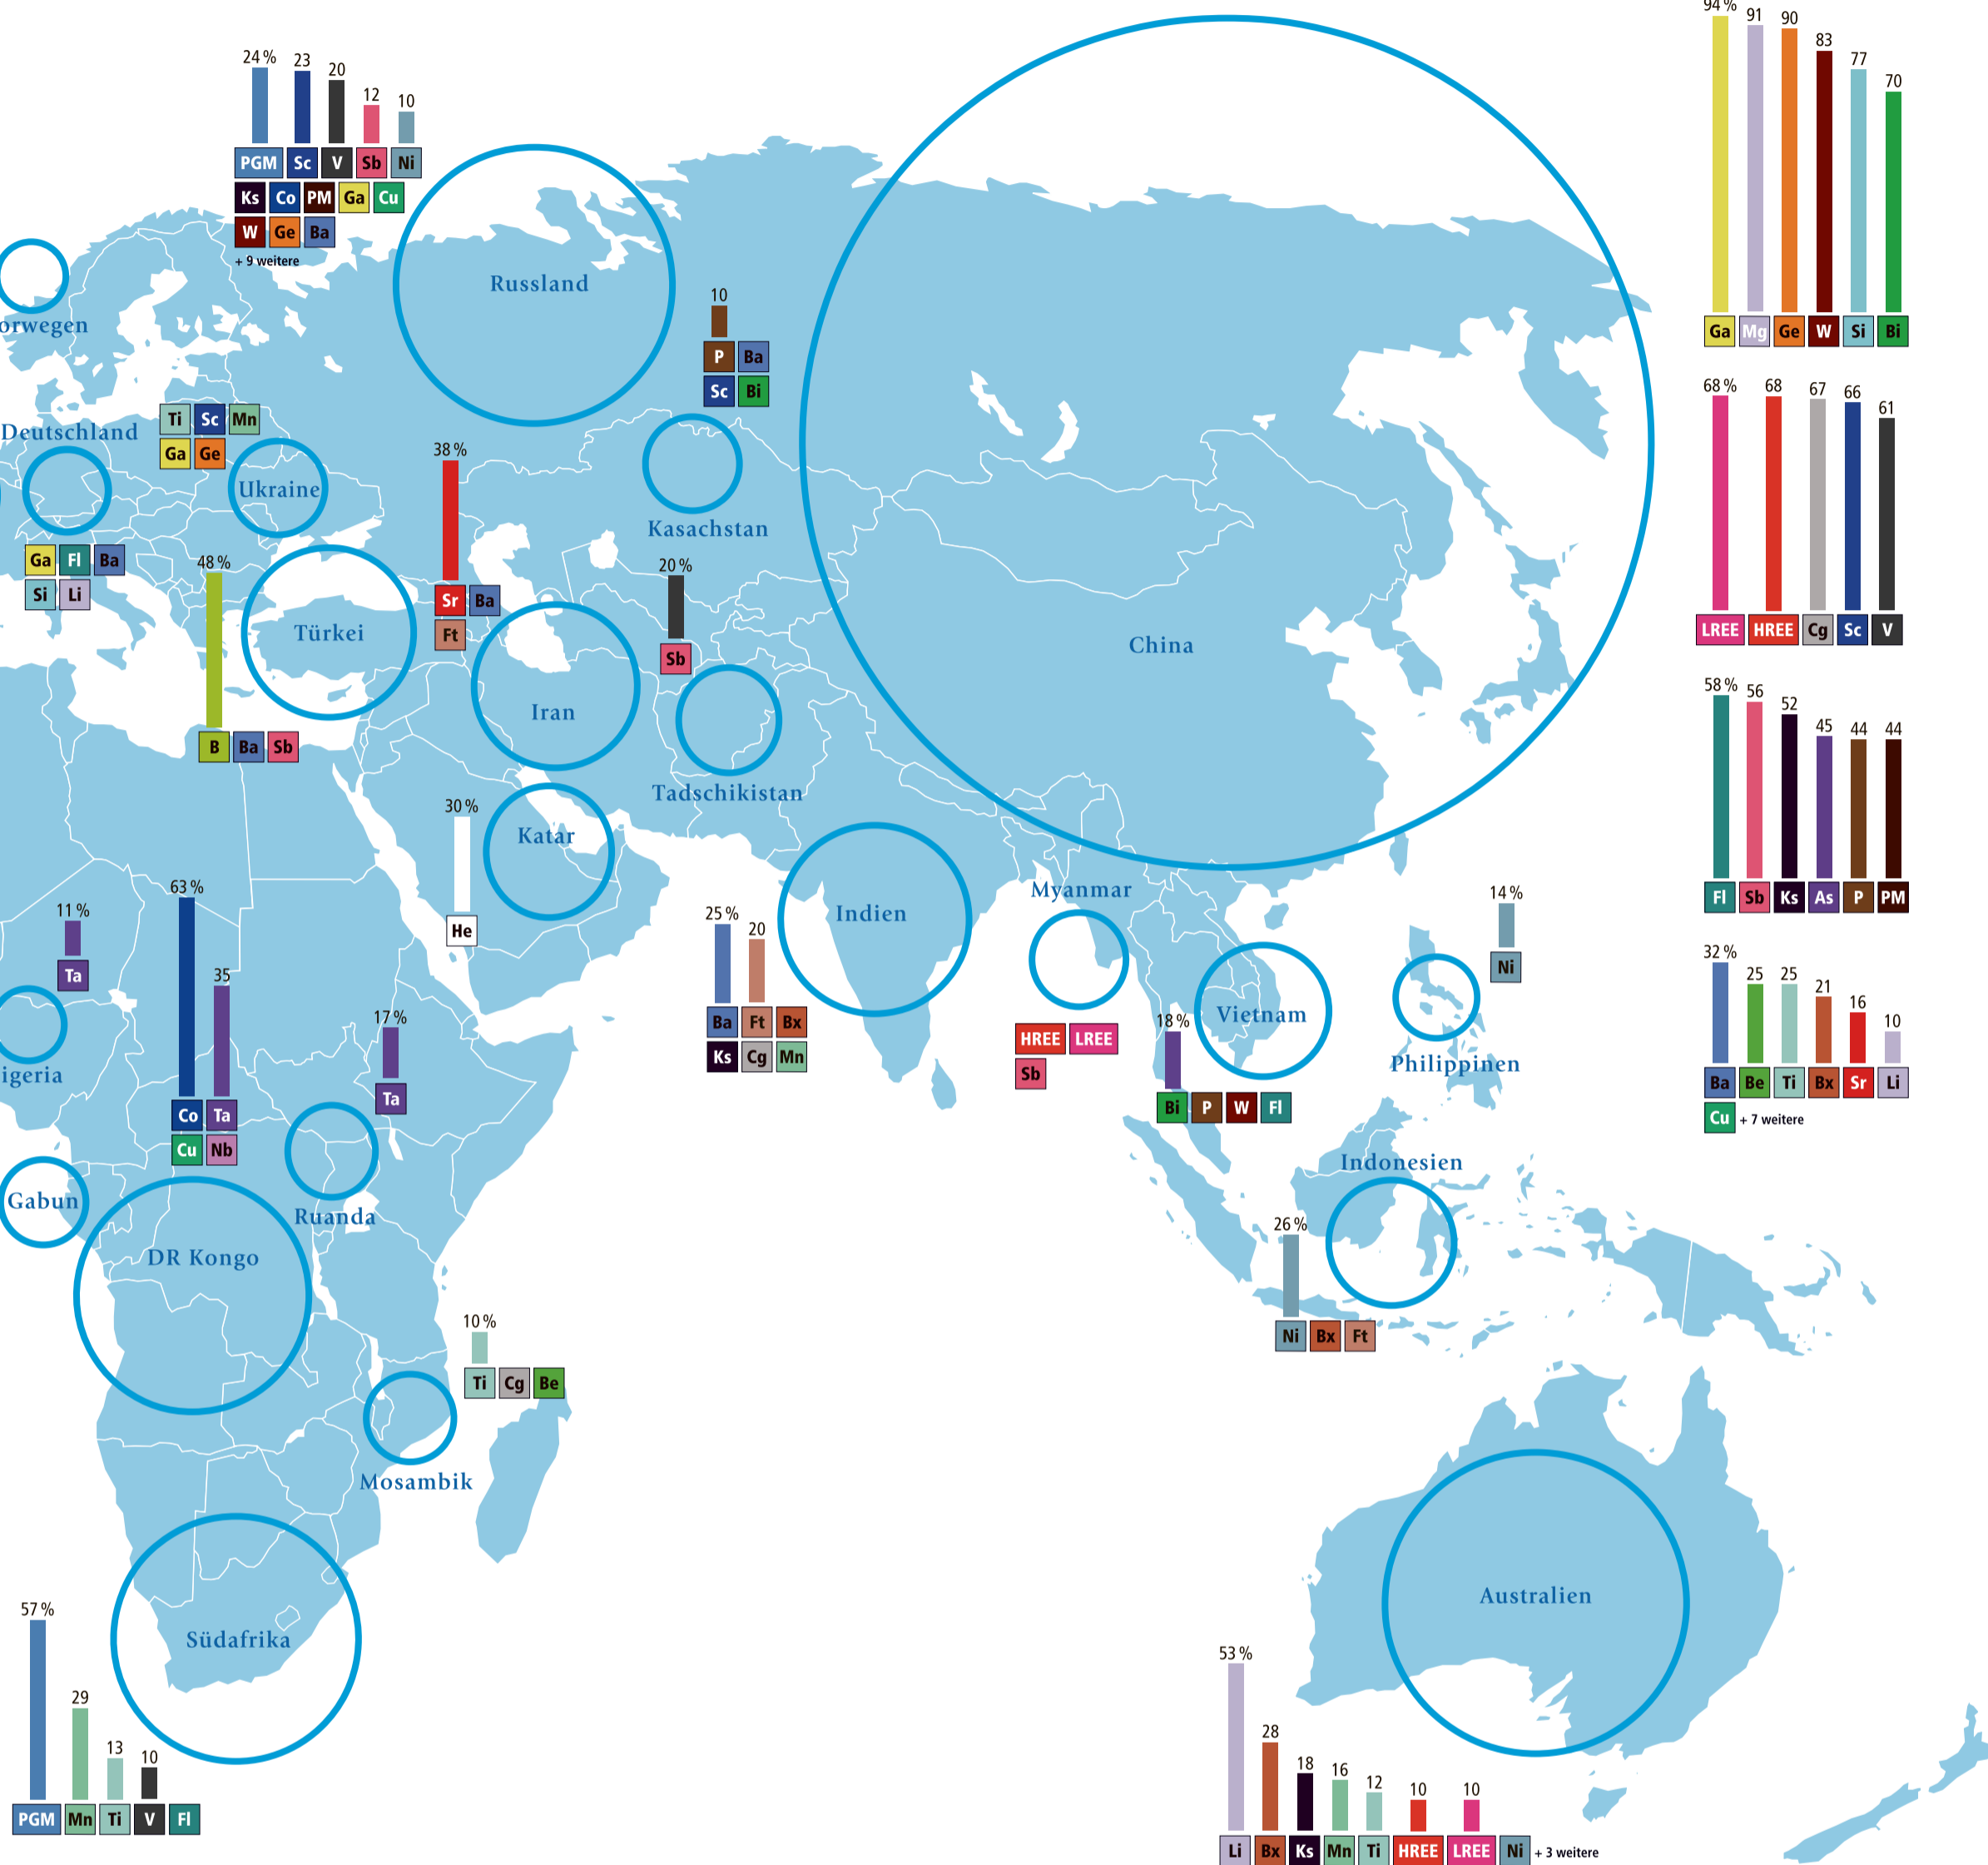 24 % 23 20 12 10
PGM Sc V Sb Ni
Ks Co PM Ga Cu
W Ge Ba
+ 9 weitere
Russland
orwegen
10
P Ba
Sc Bi
Kasachstan
Deutschland
Ga Fl Ba
Si Li
Ti Sc Mn
Ga Ge
Ukraine
48 %
B Ba Sb
Türkei
38 %
Sr Ba
Ft
Iran
20 %
Sb
Tadschikistan
30 %
He
Katar
China
94 % 91 90 83 77 70
Ga Mg Ge W Si Bi
68 % 68 67 66 61
LREE HREE Cg Sc V
58 % 56 52 45 44 44
Fl Sb Ks As P PM
32 % 25 25 21 16 10
Ba Be Ti Bx Sr Li
Cu + 7 weitere
25 % 20
Ba Ft Bx
Ks Cg Mn
Indien
Myanmar
HREE LREE
Sb
18 %
Bi P W Fl
Vietnam
14 %
Ni
Philippinen
Indonesien
26 %
Ni Bx Ft
11 %
Ta
igeria
63 % 35
Co Ta
Cu Nb
DR Kongo
Gabun
17 %
Ta
Ruanda
10 %
Ti Cg Be
Mosambik
Südafrika
57 % 29 13 10
PGM Mn Ti V Fl
Australien
53 % 28 18 16 12 10 10
Li Bx Ks Mn Ti HREE LREE Ni + 3 weitere